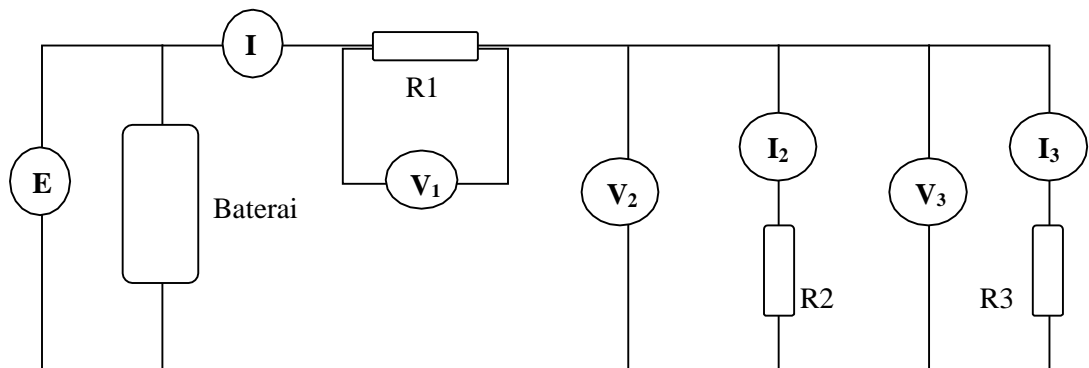 I
R1
E
Baterai
V₁
V₂
I₂
R2
V₃
I₃
R3